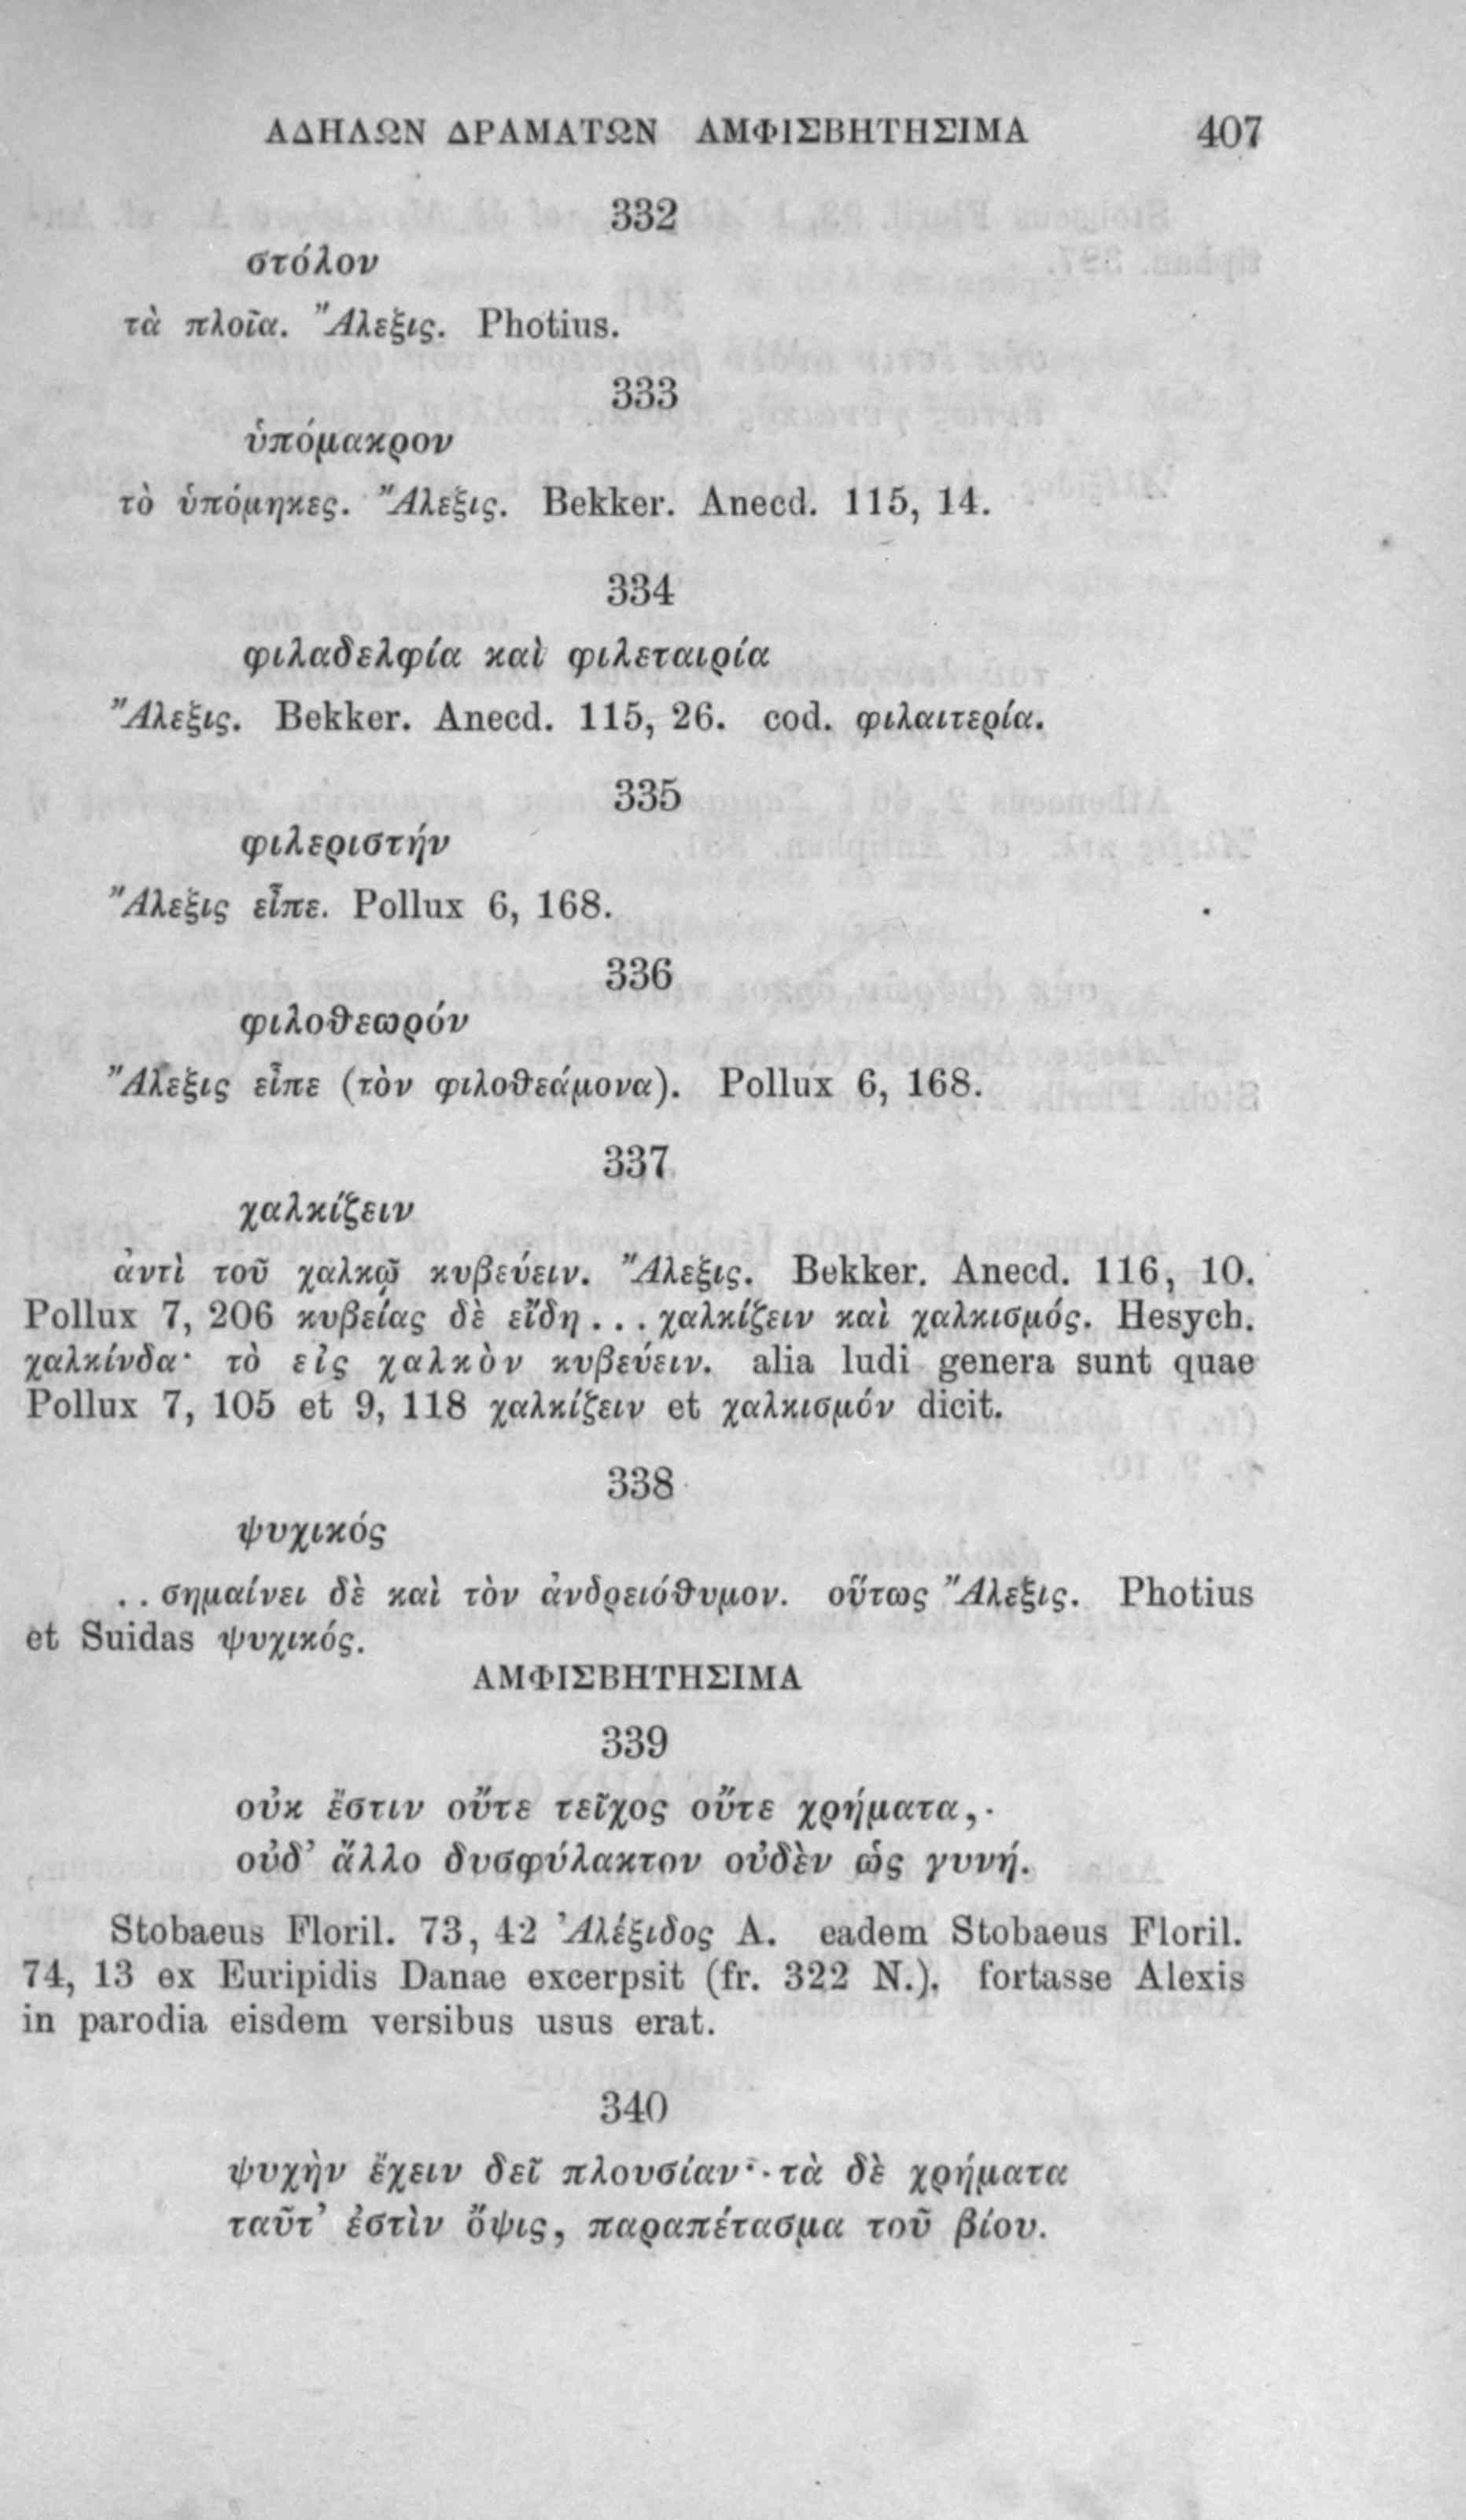 ΑΔΗΛΩΝ ΔΡΑΜΑΤΩΝ ΑΜΦΙΣΒΗΤΗΣΙΜΑ 407
332
στόλον
τὰ πλοῖα. Ἄλεξις. Photius.
333
ὑπόμακρον
τὸ ὑπόμηκες. Ἄλεξις. Bekker. Anecd. 115, 14.
334
φιλαδελφία καὶ φιλεταιρία
Ἄλεξις. Bekker. Anecd. 115, 26. cod. φιλαιτερία.
335
φιλεριστήν
Ἄλεξις εἶπε. Pollux 6, 168.
336
φιλοθεωρόν
Ἄλεξις εἶπε (τὸν φιλοθεάμονα). Pollux 6, 168.
337
χαλκίζειν
ἀντὶ τοῦ χαλκῷ κυβεύειν. Ἄλεξις. Bekker. Anecd. 116, 10.
Pollux 7, 206 κυβείας δὲ εἴδη ... χαλκίζειν καὶ χαλκισμός. Hesych.
χαλκίνδα· τὸ εἰς χαλκὸν κυβεύειν. alia ludi genera sunt quae
Pollux 7, 105 et 9, 118 χαλκίζειν et χαλκισμόν dicit.
338
ψυχικός
.. σημαίνει δὲ καὶ τὸν ἀνδρειόθυμον. οὕτως Ἄλεξις. Photius
et Suidas ψυχικός.
ΑΜΦΙΣΒΗΤΗΣΙΜΑ
339
οὐκ ἔστιν οὔτε τεῖχος οὔτε χρήματα,
οὐδ’ ἄλλο δυσφύλακτον οὐδὲν ὡς γυνή.
Stobaeus Floril. 73, 42 Ἀλέξιδος A. eadem Stobaeus Floril.
74, 13 ex Euripidis Danae excerpsit (fr. 322 N.). fortasse Alexis
in parodia eisdem versibus usus erat.
340
ψυχὴν ἔχειν δεῖ πλουσίαν· τὰ δὲ χρήματα
ταῦτ’ ἐστὶν ὄψις, παραπέτασμα τοῦ βίου.